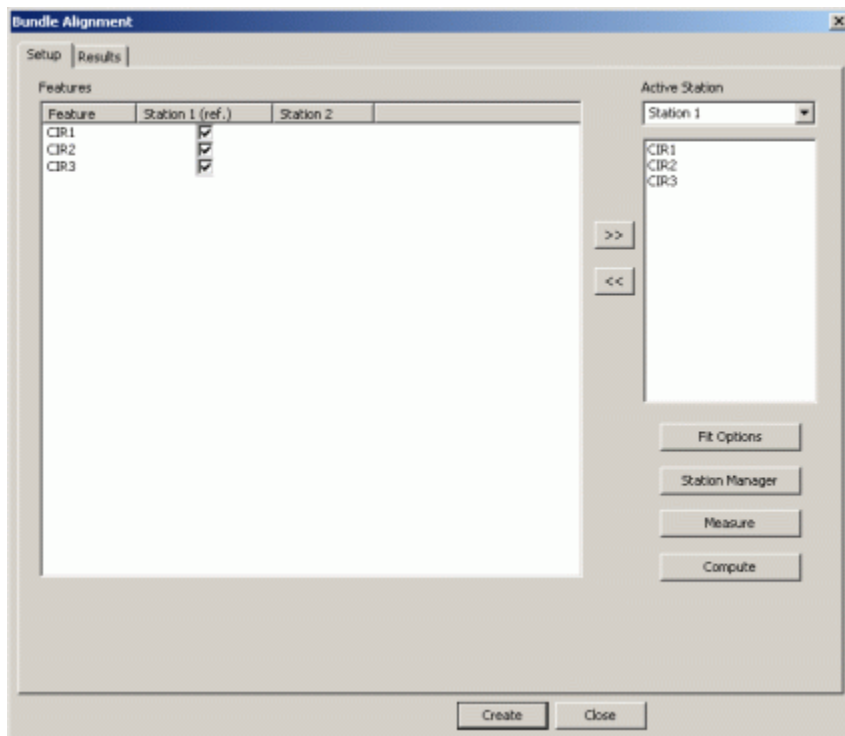 Bundle Alignment
Setup Results
Features
Feature Station 1 (ref.) Station 2
CIR1
CIR2
CIR3
>>
<<
Active Station
Station 1
CIR1
CIR2
CIR3
Fit Options
Station Manager
Measure
Compute
Create Close